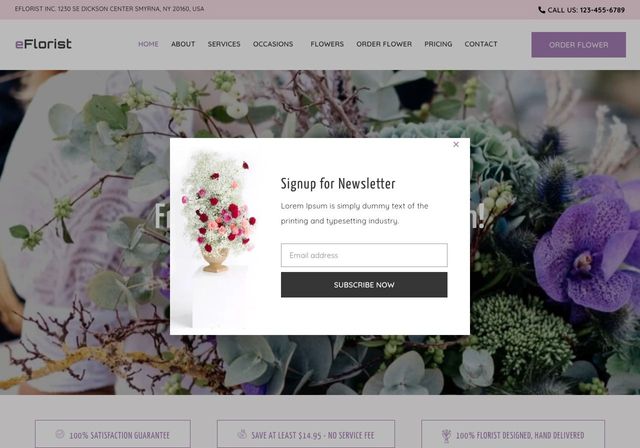 EFLORIST INC. 1230 SE DICKSON CENTER SMYRNA, NY 20160, USA
CALL US: 123-455-6789
eFlorist
HOME ABOUT SERVICES OCCASIONS FLOWERS ORDER FLOWER PRICING CONTACT
ORDER FLOWER
×
Signup for Newsletter
Lorem Ipsum is simply dummy text of the
printing and typesetting industry.
Email address
SUBSCRIBE NOW
100% SATISFACTION GUARANTEE
SAVE AT LEAST $14.95 - NO SERVICE FEE
100% FLORIST DESIGNED, HAND DELIVERED